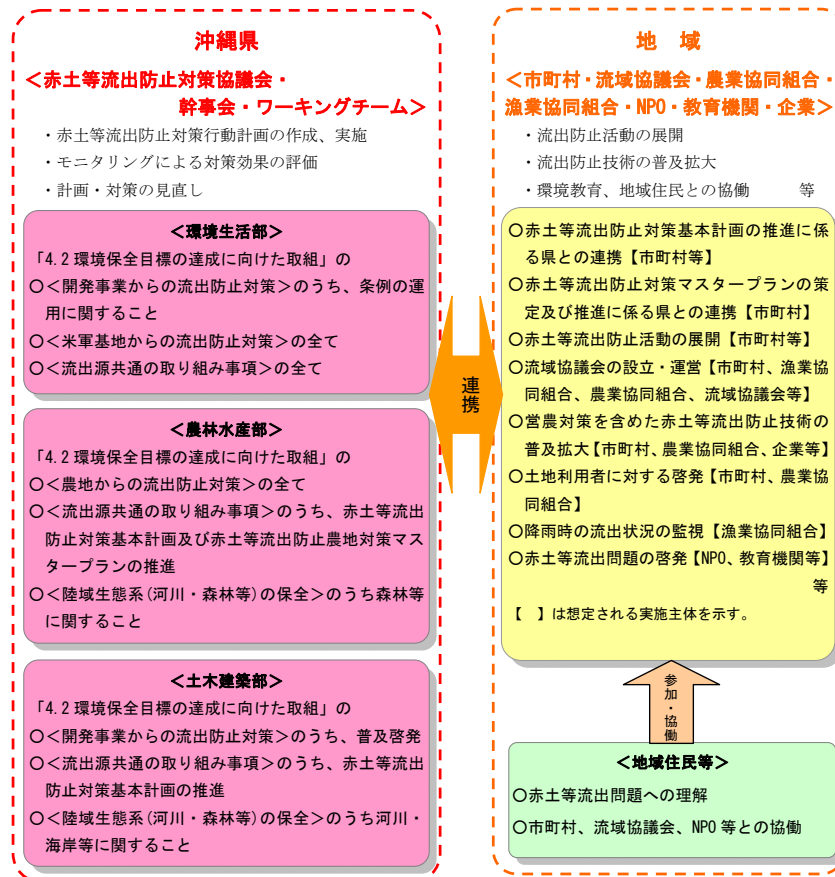 沖縄県
＜赤土等流出防止対策協議会・
幹事会・ワーキングチーム＞
・赤土等流出防止対策行動計画の作成、実施
・モニタリングによる対策効果の評価
・計画・対策の見直し
＜環境生活部＞
「4.2 環境保全目標の達成に向けた取組」の
○＜開発事業からの流出防止対策＞のうち、条例の運
用に関すること
○＜米軍基地からの流出防止対策＞の全て
○＜流出源共通の取り組み事項＞の全て
＜農林水産部＞
「4.2 環境保全目標の達成に向けた取組」の
○＜農地からの流出防止対策＞の全て
○＜流出源共通の取り組み事項＞のうち、赤土等流出
防止対策基本計画及び赤土等流出防止農地対策マス
タープランの推進
○＜陸域生態系(河川・森林等)の保全＞のうち森林等
に関すること
＜土木建築部＞
「4.2 環境保全目標の達成に向けた取組」の
○＜開発事業からの流出防止対策＞のうち、普及啓発
○＜流出源共通の取り組み事項＞のうち、赤土等流出
防止対策基本計画の推進
○＜陸域生態系(河川・森林等)の保全＞のうち河川・
海岸等に関すること
連携
地　域
＜市町村・流域協議会・農業協同組合・
漁業協同組合・NPO・教育機関・企業＞
・流出防止活動の展開
・流出防止技術の普及拡大
・環境教育、地域住民との協働　　等
○赤土等流出防止対策基本計画の推進に係
る県との連携【市町村等】
○赤土等流出防止対策マスタープランの策
定及び推進に係る県との連携【市町村】
○赤土等流出防止活動の展開【市町村等】
○流域協議会の設立・運営【市町村、漁業協
同組合、農業協同組合、流域協議会等】
○営農対策を含めた赤土等流出防止技術の
普及拡大【市町村、農業協同組合、企業等】
○土地利用者に対する啓発【市町村、農業協
同組合】
○降雨時の流出状況の監視【漁業協同組合】
○赤土等流出問題の啓発【NPO、教育機関等】
等
【　】は想定される実施主体を示す。
参加・協働
＜地域住民等＞
○赤土等流出問題への理解
○市町村、流域協議会、NPO 等との協働